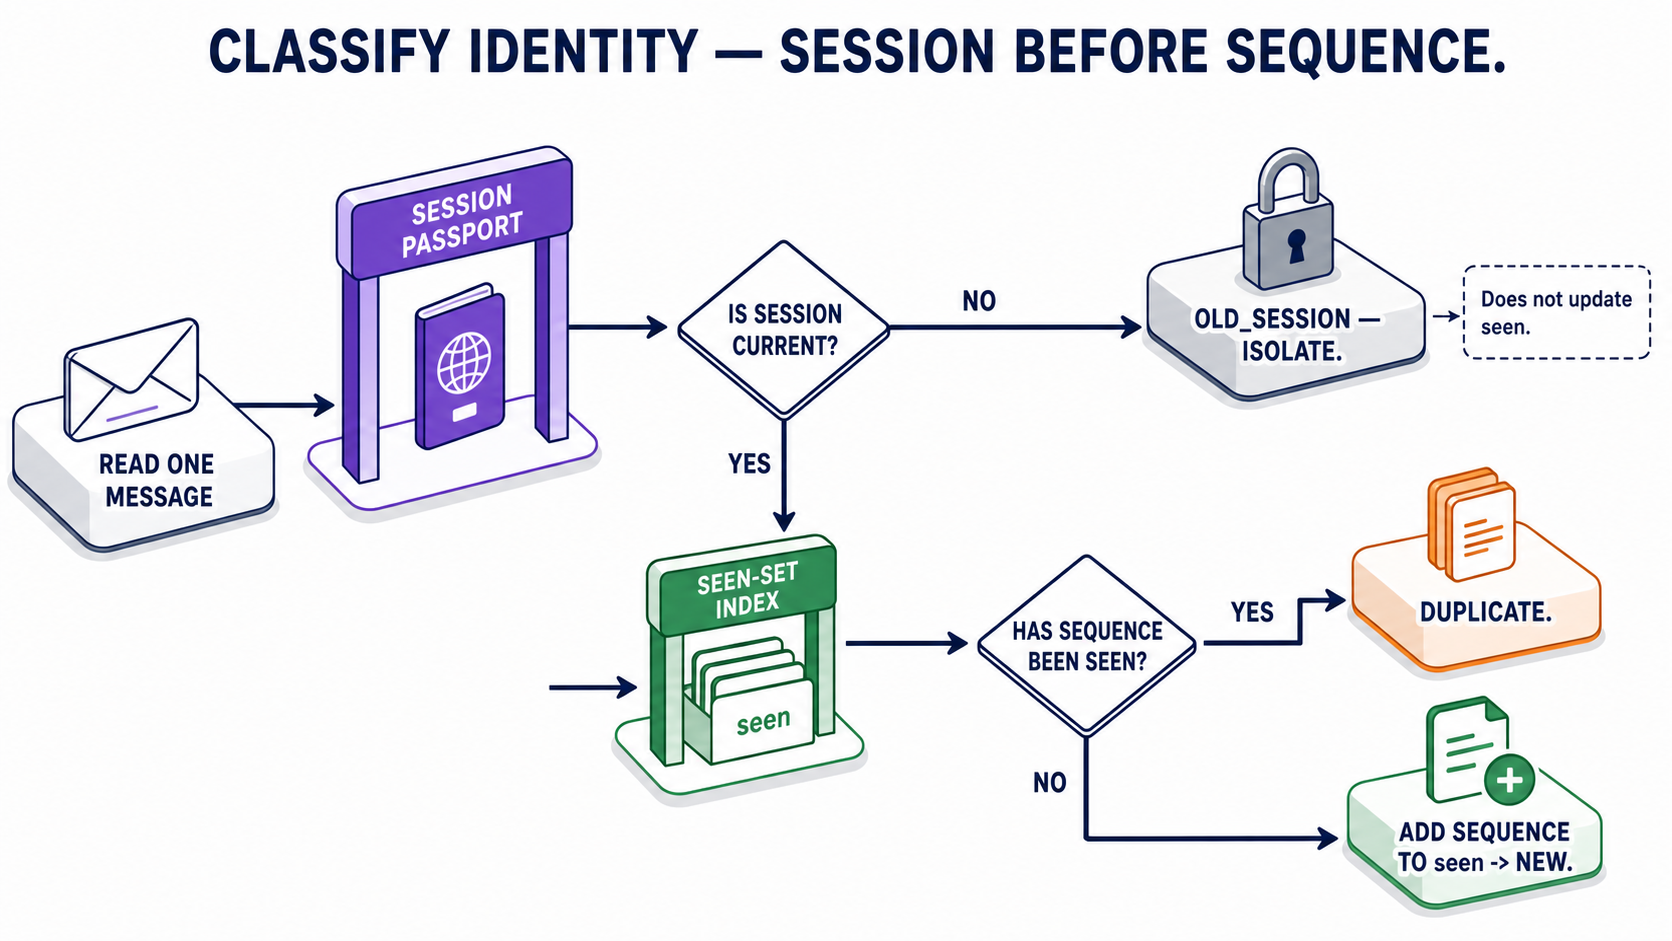 CLASSIFY IDENTITY — SESSION BEFORE SEQUENCE.
SESSION
PASSPORT
READ ONE
MESSAGE
IS SESSION
CURRENT?
NO
OLD_SESSION —
ISOLATE.
Does not update
seen.
YES
SEEN-SET
INDEX
seen
HAS SEQUENCE
BEEN SEEN?
YES
DUPLICATE.
NO
ADD SEQUENCE
TO seen -> NEW.